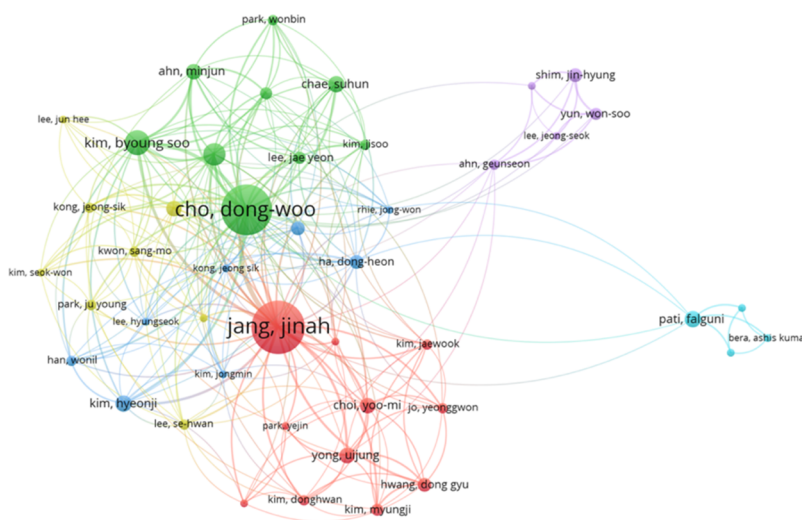 park, wonbin
ahn, minjun
shim, jin-hyung
chae, suhun
lee, jun hee
yun, won-soo
lee, jeong-seok
kim, byoung soo
kim, jisoo
lee, jae yeon
ahn, geunseon
kong, jeong-sik
cho, dong-woo
rhie, jong-won
kwon, sang-mo
ha, dong-heon
kong, jeong sik
kim, seok-won
park, ju young
lee, hyungseok
pati, falguni
jang, jinah
bera, ashis kuma
kim, jaewook
han, wonil
kim, jongmin
kim, hyeonji
choi, yoo-mi
jo, yeonggwon
lee, se-hwan
park, yejin
yong, uijung
hwang, dong gyu
kim, donghwan
kim, myungji